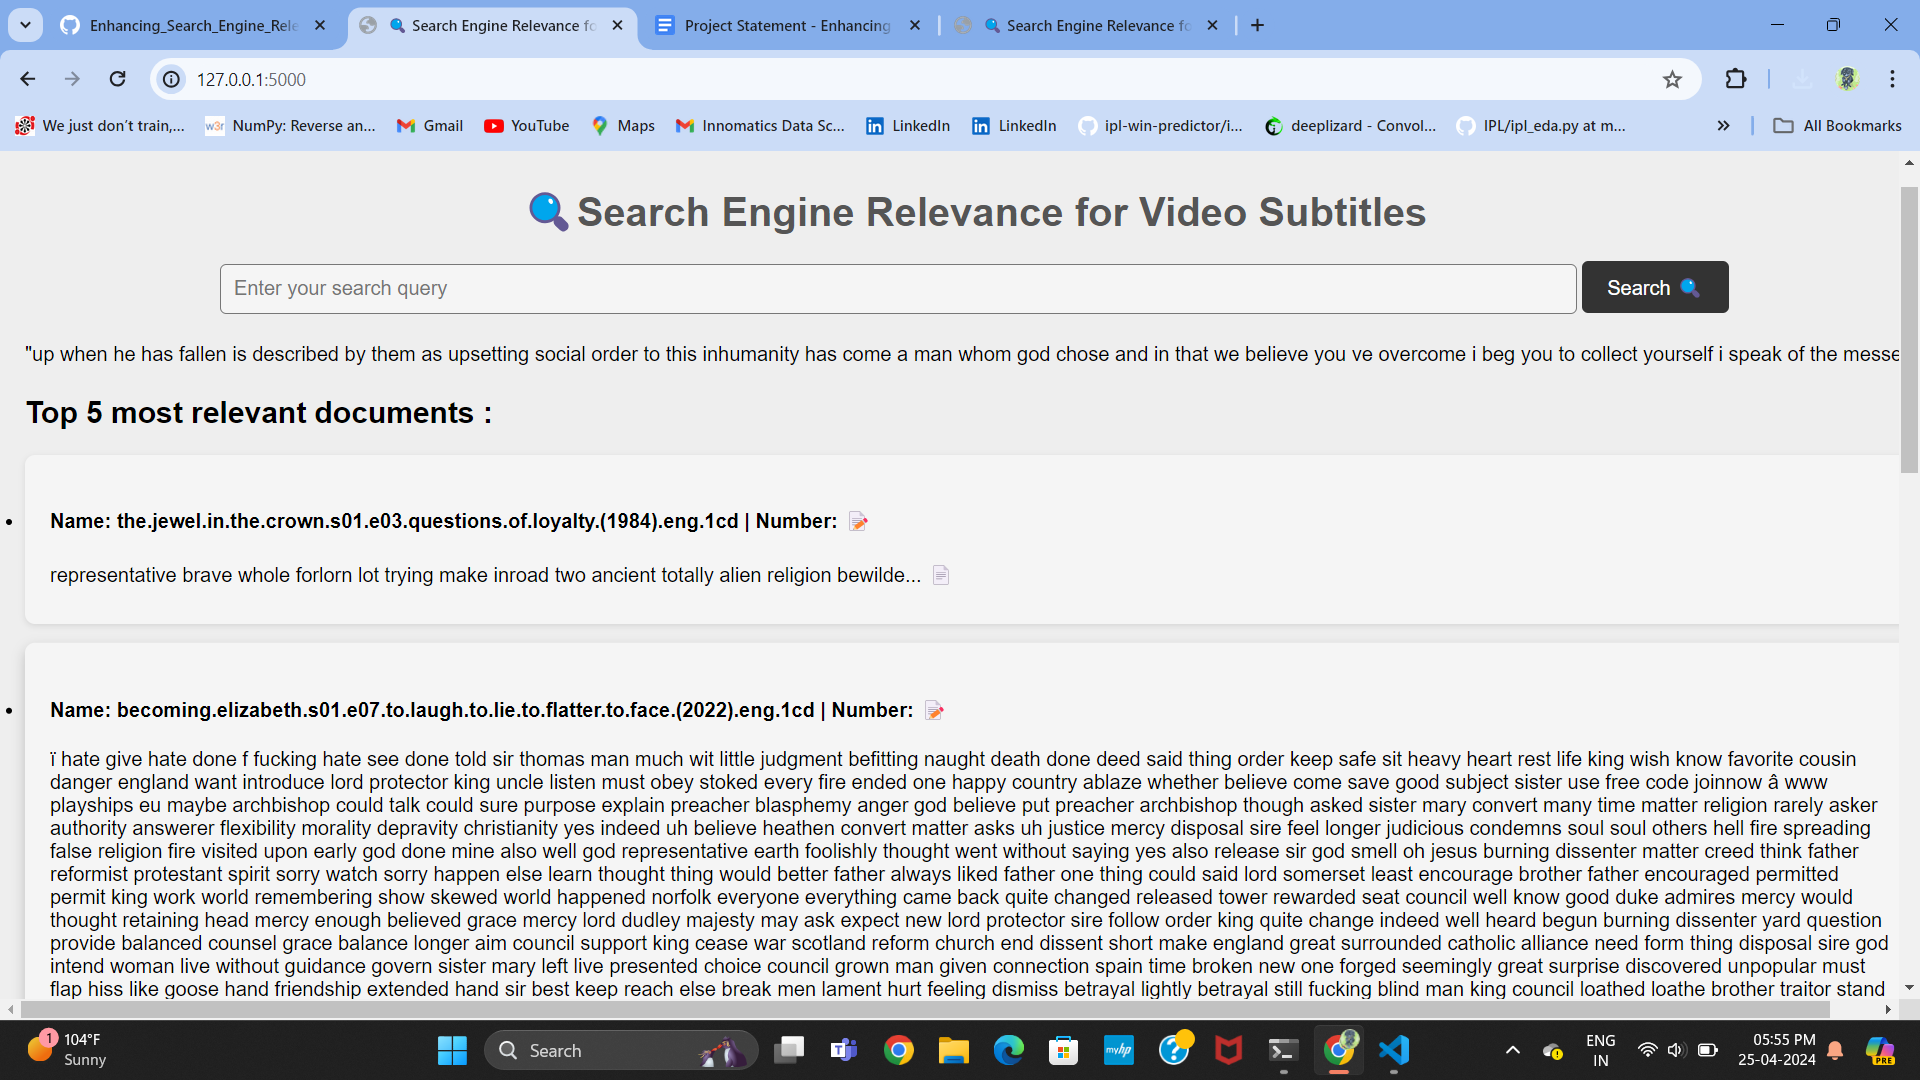 Enhancing_Search_Engine_Rele
Search Engine Relevance fo
Project Statement - Enhancing
Search Engine Relevance fo
127.0.0.1:5000
We just don't train,...
NumPy: Reverse an...
Gmail
YouTube
Maps
Innomatics Data Sc...
LinkedIn
LinkedIn
ipl-win-predictor/i...
deeplizard - Convol...
IPL/ipl_eda.py at m...
All Bookmarks
Search Engine Relevance for Video Subtitles
Enter your search query
Search
"up when he has fallen is described by them as upsetting social order to this inhumanity has come a man whom god chose and in that we believe you ve overcome i beg you to collect yourself i speak of the messe
Top 5 most relevant documents :
Name: the.jewel.in.the.crown.s01.e03.questions.of.loyalty.(1984).eng.1cd | Number:
representative brave whole forlorn lot trying make inroad two ancient totally alien religion bewilde...
Name: becoming.elizabeth.s01.e07.to.laugh.to.lie.to.flatter.to.face.(2022).eng.1cd | Number:
ï hate give hate done f fucking hate see done told sir thomas man much wit little judgment befitting naught death done deed said thing order keep safe sit heavy heart rest life king wish know favorite cousin
danger england want introduce lord protector king uncle listen must obey stoked every fire ended one happy country ablaze whether believe come save good subject sister use free code joinnow â www
playships eu maybe archbishop could talk could sure purpose explain preacher blasphemy anger god believe put preacher archbishop though asked sister mary convert many time matter religion rarely asker
authority answerer flexibility morality depravity christianity yes indeed uh believe heathen convert matter asks uh justice mercy disposal sire feel longer judicious condemns soul soul others hell fire spreading
false religion fire visited upon early god done mine also well god representative earth foolishly thought went without saying yes also release sir god smell oh jesus burning dissenter matter creed think father
reformist protestant spirit sorry watch sorry happen else learn thought thing would better father always liked father one thing could said lord somerset least encourage brother father encouraged permitted
permit king work world remembering show skewed world happened norfolk everyone everything came back quite changed released tower rewarded seat council well know good duke admires mercy would
thought retaining head mercy enough believed grace mercy lord dudley majesty may ask expect new lord protector sire follow order king quite change indeed well heard begun burning dissenter yard question
provide balanced counsel grace balance longer aim council support king cease war scotland reform church end dissent short make england great surrounded catholic alliance need form thing disposal sire god
intend woman live without guidance govern sister mary left live presented choice council grown man given connection spain time broken new one forged seemingly great surprise discovered unpopular must
flap hiss like goose hand friendship extended hand sir best keep reach else break men lament hurt feeling dismiss betrayal lightly betrayal still fucking blind man king council loathed loathe brother traitor stand
1
104°F
Sunny
Search
myhp
ENG
IN
05:55 PM
25-04-2024
PRE